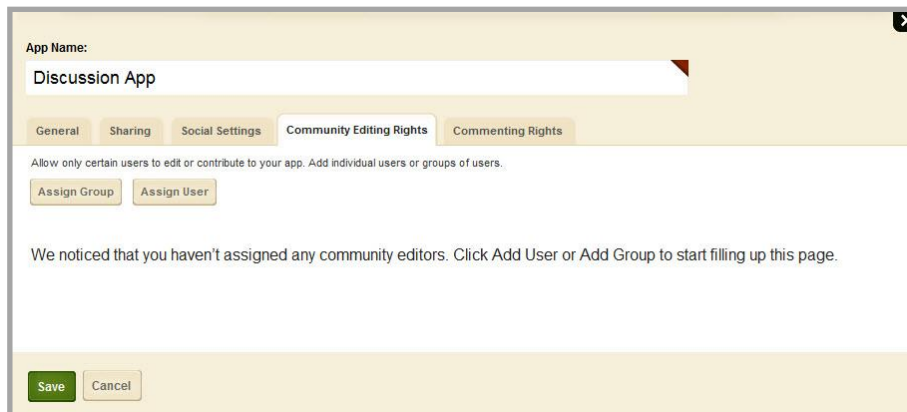 App Name:
Discussion App
General Sharing Social Settings Community Editing Rights Commenting Rights
Allow only certain users to edit or contribute to your app. Add individual users or groups of users.
Assign Group Assign User
We noticed that you haven't assigned any community editors. Click Add User or Add Group to start filling up this page.
Save Cancel